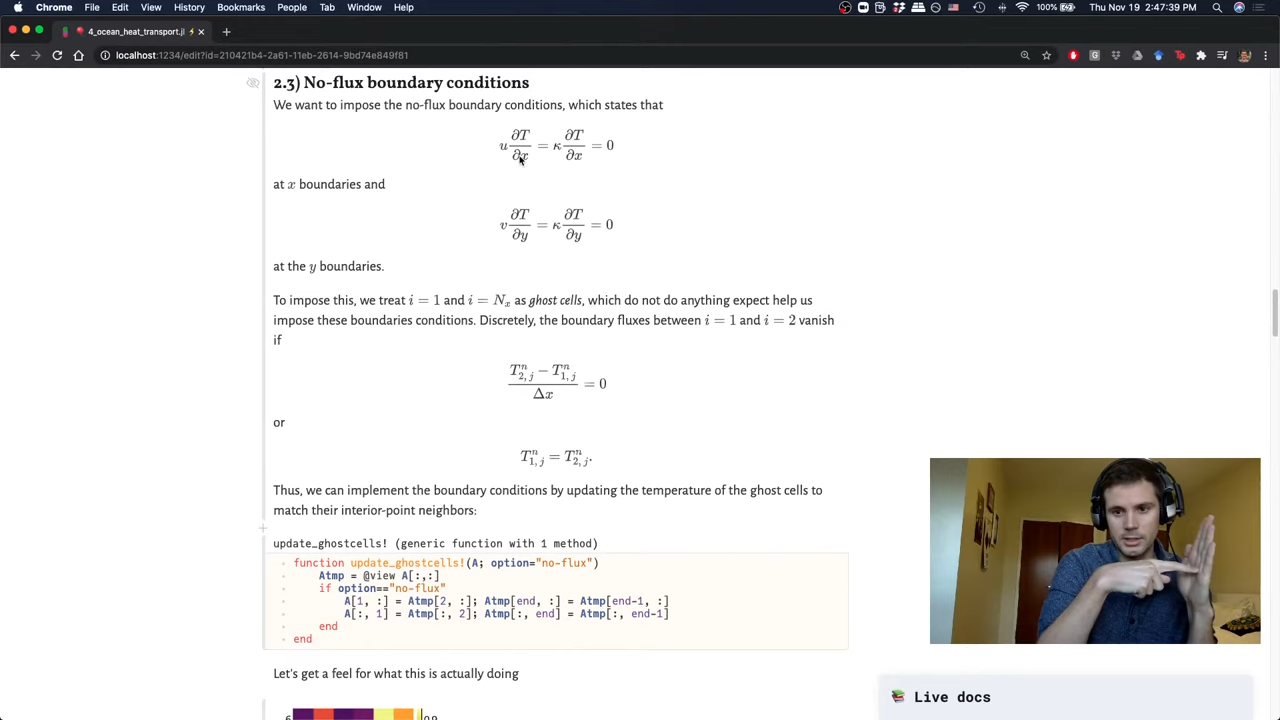 Chrome File Edit View History Bookmarks People Tab Window Help 100% Thu Nov 19 2:47:39 PM
4_ocean_heat_transport.jl
localhost:1234/edit?id=210421b4-2a61-11eb-2614-9bd74e849f81
2.3) No-flux boundary conditions
We want to impose the no-flux boundary conditions, which states that
u ∂T/∂x = κ ∂T/∂x = 0
at x boundaries and
v ∂T/∂y = κ ∂T/∂y = 0
at the y boundaries.
To impose this, we treat i = 1 and i = Nₓ as ghost cells, which do not do anything expect help us
impose these boundaries conditions. Discretely, the boundary fluxes between i = 1 and i = 2 vanish
if
(T^n_{2,j} − T^n_{1,j})/Δx = 0
or
T^n_{1,j} = T^n_{2,j}.
Thus, we can implement the boundary conditions by updating the temperature of the ghost cells to
match their interior-point neighbors:
update_ghostcells! (generic function with 1 method)
function update_ghostcells!(A; option="no-flux")
Atmp = @view A[:,:]
if option=="no-flux"
A[1, :] = Atmp[2, :]; Atmp[end, :] = Atmp[end-1, :]
A[:, 1] = Atmp[:, 2]; Atmp[:, end] = Atmp[:, end-1]
end
end
Let's get a feel for what this is actually doing
Live docs
6 0.9